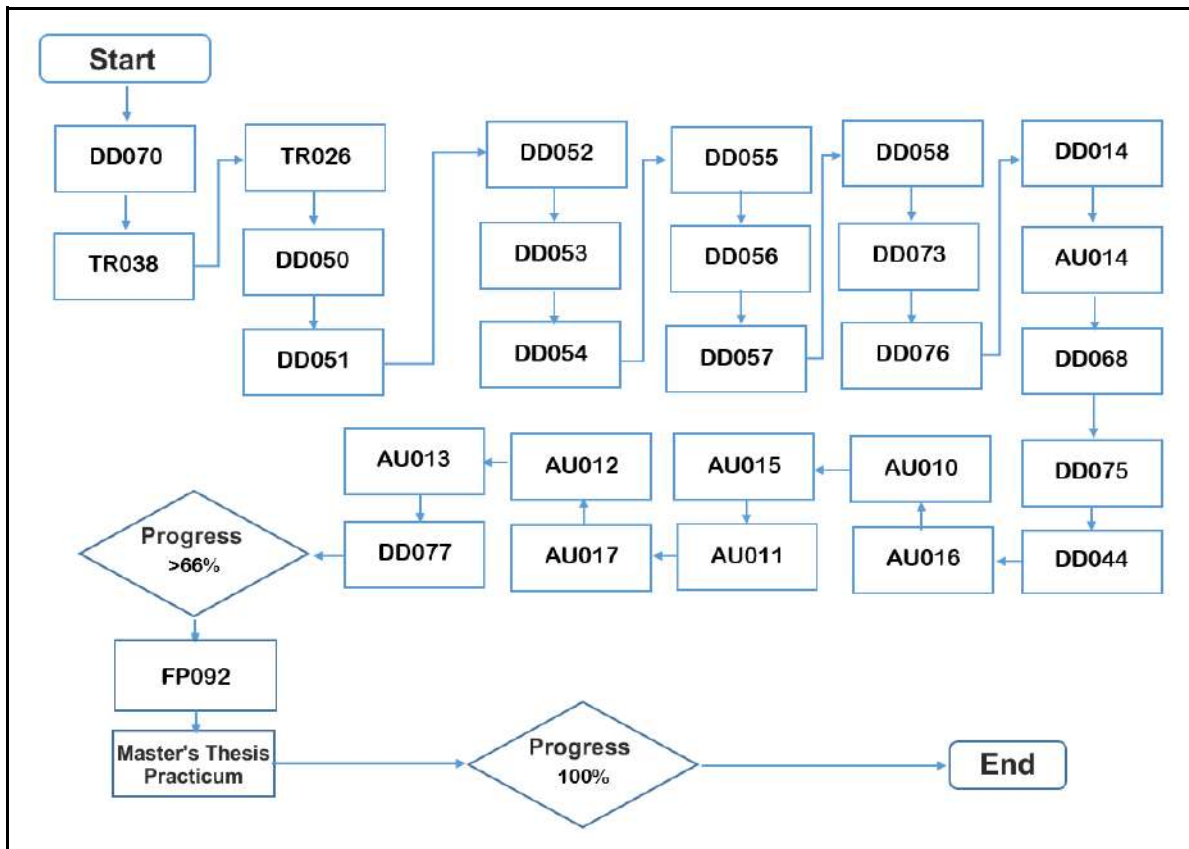 Start
DD070
TR038
TR026
DD050
DD051
DD052
DD053
DD054
DD055
DD056
DD057
DD058
DD073
DD076
DD014
AU014
DD068
DD075
DD044
AU016
AU010
AU015
AU011
AU017
AU012
AU013
DD077
Progress
>66%
FP092
Master's Thesis
Practicum
Progress
100%
End